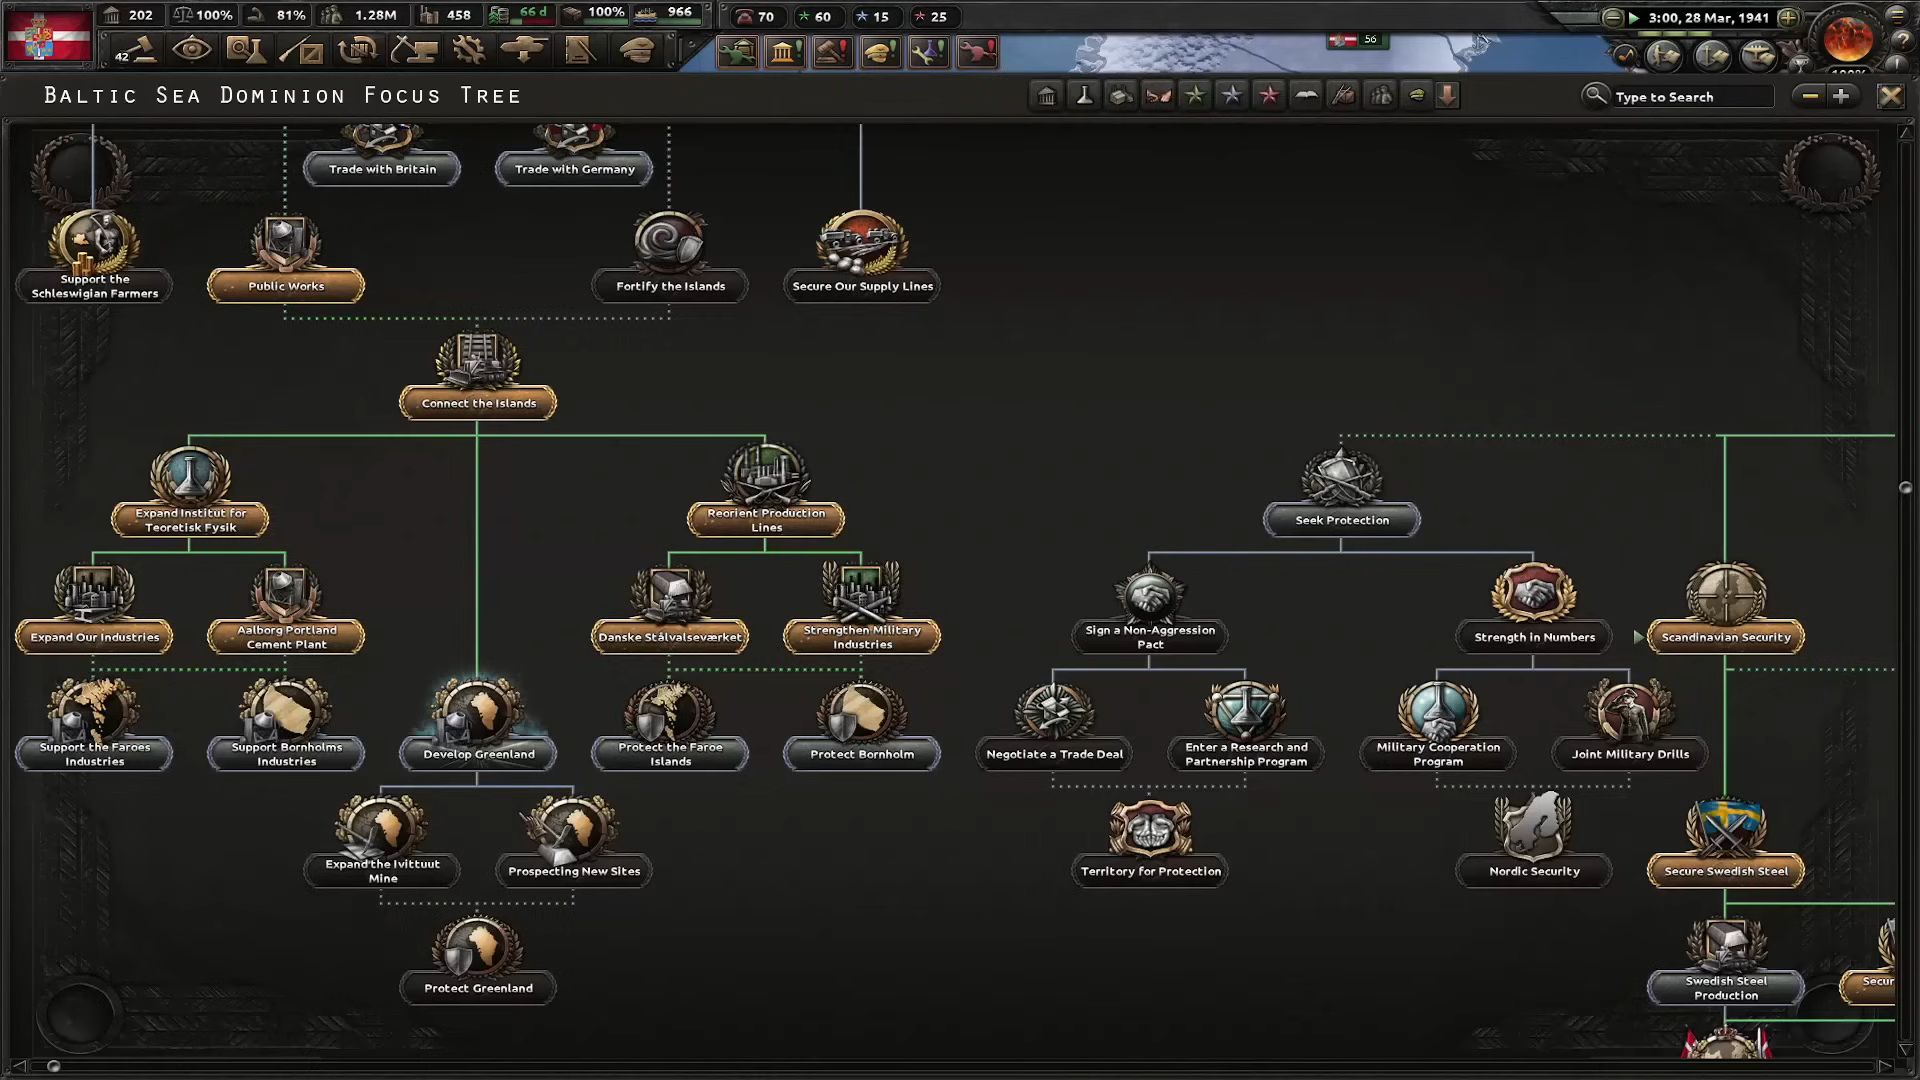 202
100%
81%
1.28M
458
66 d
100%
966
70
60
15
25
3:00, 28 Mar, 1941
42
56
Baltic Sea Dominion Focus Tree
Type to Search
Trade with Britain
Trade with Germany
Support the
Schleswigian Farmers
Public Works
Fortify the Islands
Secure Our Supply Lines
Connect the Islands
Expand Institut for
Teoretisk Fysik
Reorient Production
Lines
Seek Protection
Expand Our Industries
Aalborg Portland
Cement Plant
Danske Stålvalseværket
Strengthen Military
Industries
Sign a Non-Aggression
Pact
Strength in Numbers
Scandinavian Security
Support the Faroes
Industries
Support Bornholms
Industries
Develop Greenland
Protect the Faroe
Islands
Protect Bornholm
Negotiate a Trade Deal
Enter a Research and
Partnership Program
Military Cooperation
Program
Joint Military Drills
Expand the Ivittuut
Mine
Prospecting New Sites
Territory for Protection
Nordic Security
Secure Swedish Steel
Protect Greenland
Swedish Steel
Production
Secur